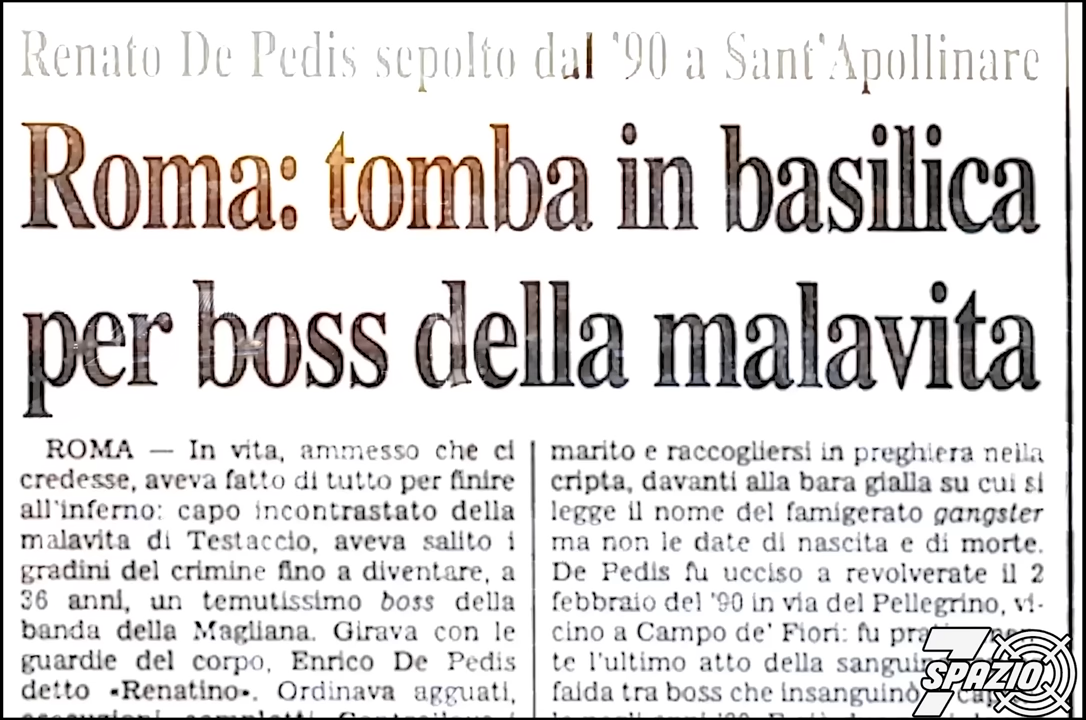 Renato De Pedis sepolto dal '90 a Sant'Apollinare
Roma: tomba in basilica
per boss della malavita
ROMA — In vita, ammesso che ci
credesse, aveva fatto di tutto per finire
all'inferno: capo incontrastato della
malavita di Testaccio, aveva salito i
gradini del crimine fino a diventare, a
36 anni, un temutissimo boss della
banda della Magliana. Girava con le
guardie del corpo, Enrico De Pedis
detto «Renatino». Ordinava agguati,
marito e raccogliersi in preghiera nella
cripta, davanti alla bara gialla su cui si
legge il nome del famigerato gangster
ma non le date di nascita e di morte.
De Pedis fu ucciso a revolverate il 2
febbraio del '90 in via del Pellegrino, vi-
cino a Campo de' Fiori: fu
te l'ultimo atto della
faida tra boss che insanguinò
7
SPAZIO